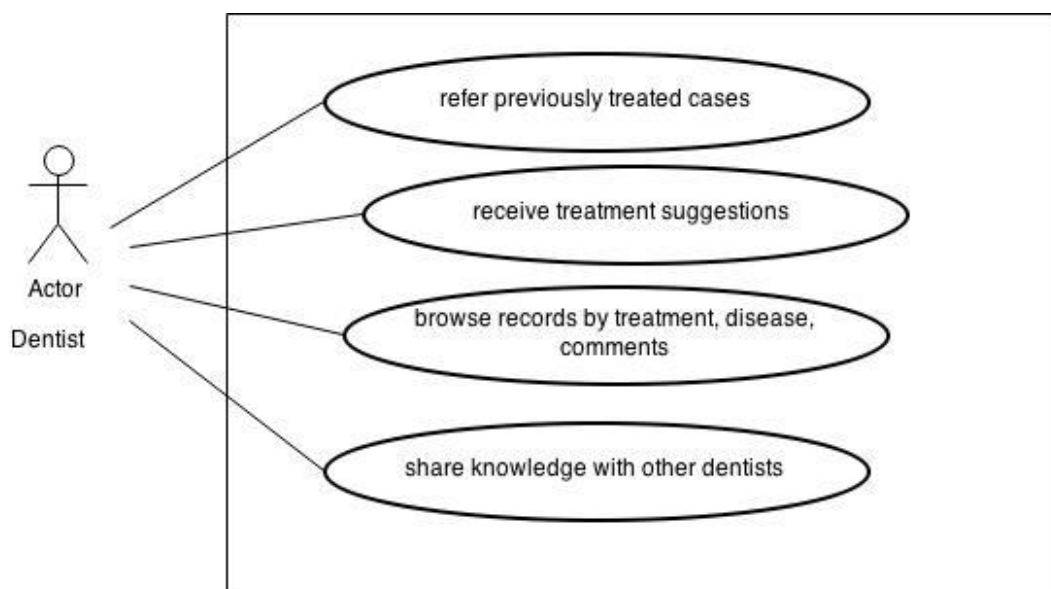 refer previously treated cases
receive treatment suggestions
Actor
browse records by treatment, disease,
comments
Dentist
share knowledge with other dentists